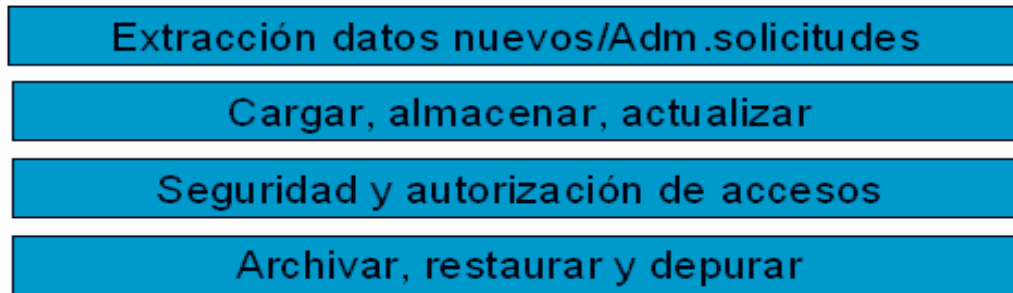 Extracción datos nuevos/Adm.solicitudes
Cargar, almacenar, actualizar
Seguridad y autorización de accesos
Archivar, restaurar y depurar